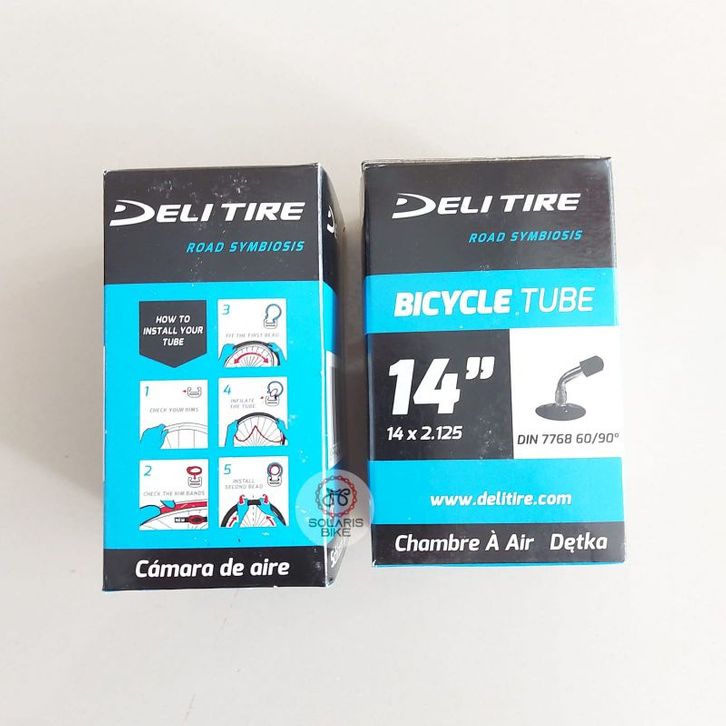 DELI TIRE
ROAD SYMBIOSIS
HOW TO
INSTALL YOUR
TUBE
3
FIT THE FIRST BEAD
1
CHECK YOUR RIMS
4
INFLATE
THE TUBE
2
CHECK THE RIM BANDS
5
INSTALL
SECOND BEAD
Cámara de aire
DELI TIRE
ROAD SYMBIOSIS
BICYCLE TUBE
14”
14 x 2.125
DIN 7768 60/90°
www.delitire.com
Chambre À Air Dętka
SOLARIS
BIKE